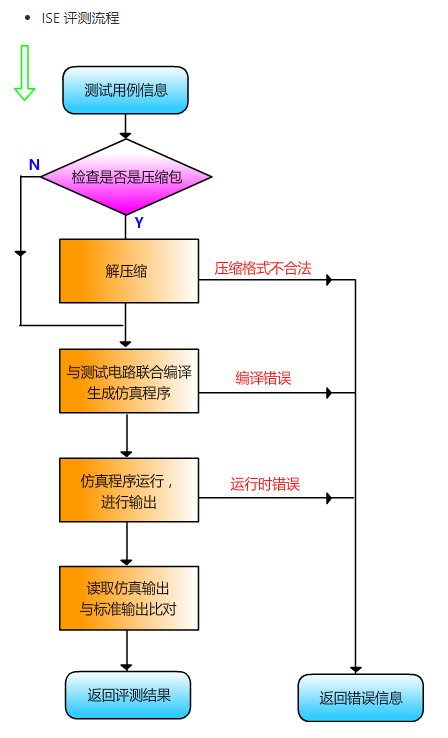 ISE 评测流程
测试用例信息
N
检查是否是压缩包
Y
解压缩
压缩格式不合法
与测试电路联合编译
生成仿真程序
编译错误
仿真程序运行，
进行输出
运行时错误
读取仿真输出
与标准输出比对
返回评测结果
返回错误信息